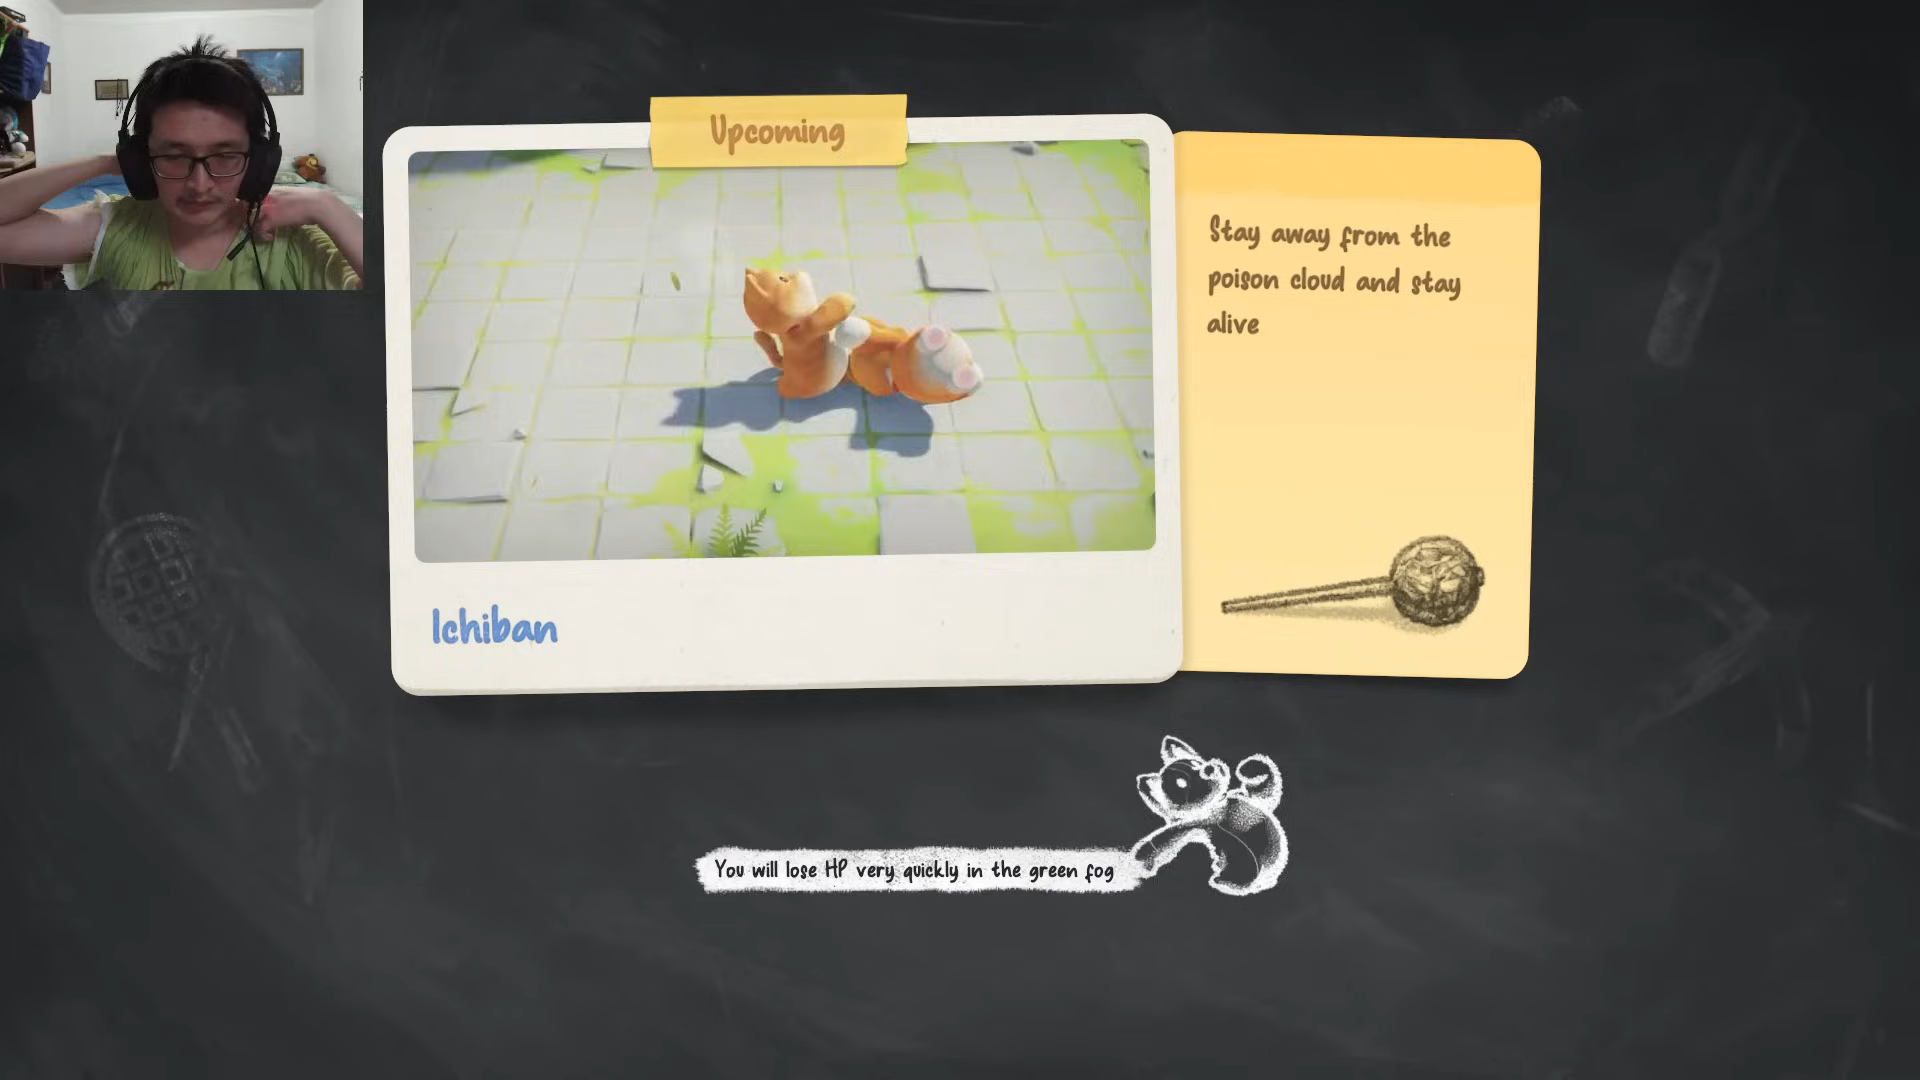 Upcoming
Stay away from the
poison cloud and stay
alive
Ichiban
You will lose HP very quickly in the green fog